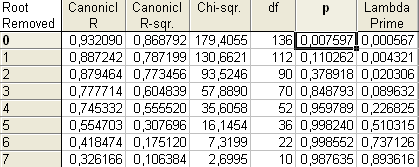 Root Removed Canonicl R Canonicl R-sqr. Chi-sqr. df p Lambda Prime
0 0,932090 0,868792 179,4055 136 0,007597 0,000567
1 0,887242 0,787199 130,6621 112 0,110262 0,004321
2 0,879464 0,773456 93,5246 90 0,378918 0,020306
3 0,777714 0,604839 57,8890 70 0,848793 0,089632
4 0,745332 0,555520 35,6058 52 0,959789 0,226825
5 0,554703 0,307696 16,1454 36 0,998240 0,510315
6 0,418474 0,175120 7,3199 22 0,998552 0,737126
7 0,326166 0,106384 2,6995 10 0,987635 0,893616